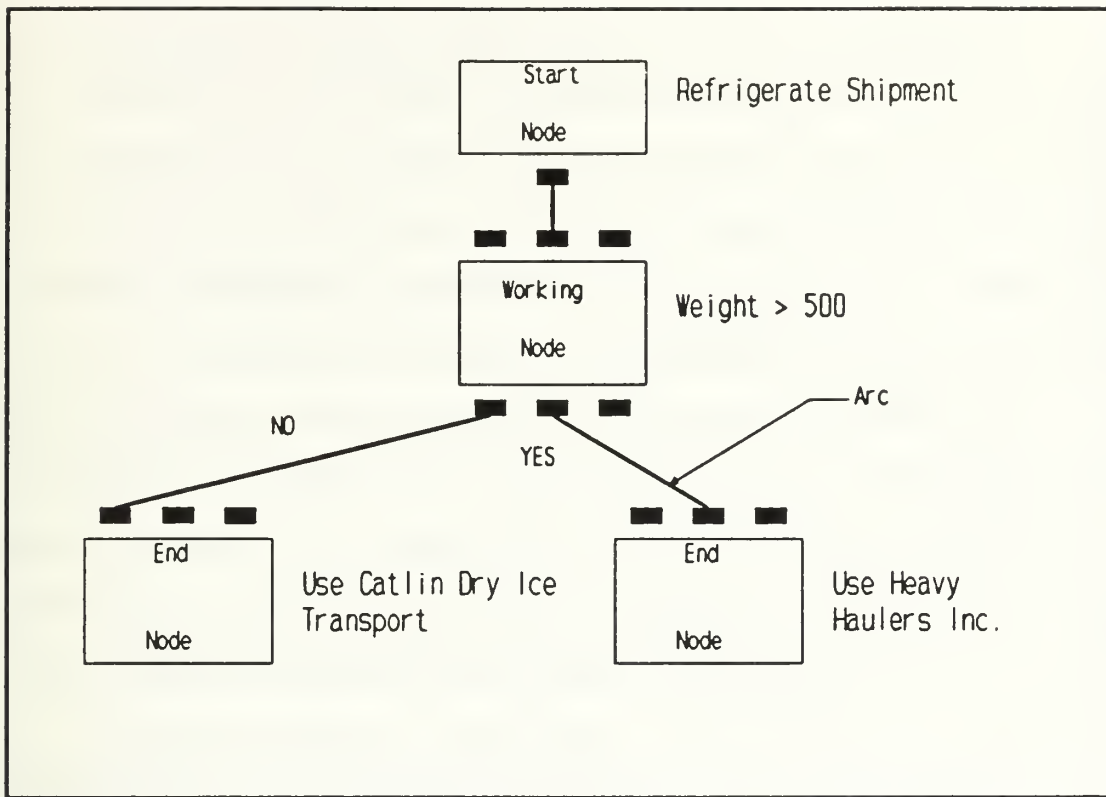 Start
Node
Refrigerate Shipment
Working
Node
Weight > 500
Arc
NO
YES
End
Node
Use Catlin Dry Ice
Transport
End
Node
Use Heavy
Haulers Inc.